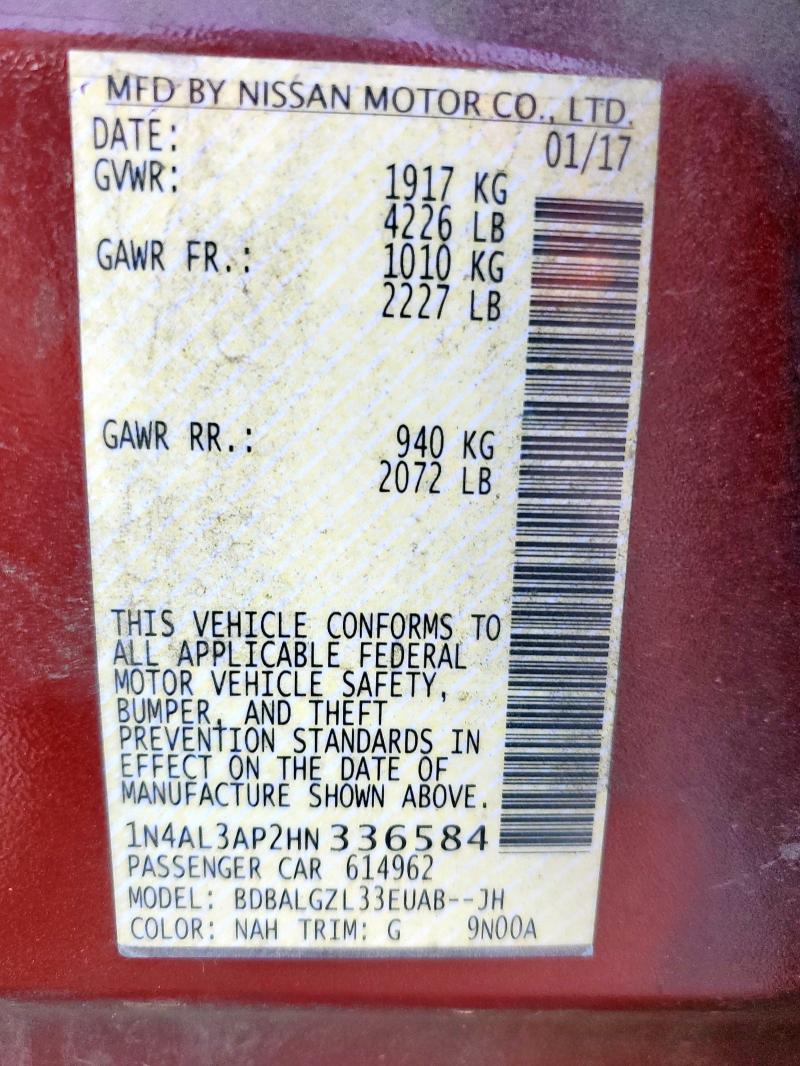 MFD BY NISSAN MOTOR CO., LTD.
DATE: 01/17
GVWR: 1917 KG
4226 LB
GAWR FR.: 1010 KG
2227 LB
GAWR RR.: 940 KG
2072 LB
THIS VEHICLE CONFORMS TO
ALL APPLICABLE FEDERAL
MOTOR VEHICLE SAFETY,
BUMPER, AND THEFT
PREVENTION STANDARDS IN
EFFECT ON THE DATE OF
MANUFACTURE SHOWN ABOVE.
1N4AL3AP2HN 336584
PASSENGER CAR 614962
MODEL: BDBALGZL33EUAB--JH
COLOR: NAH TRIM: G 9N00A